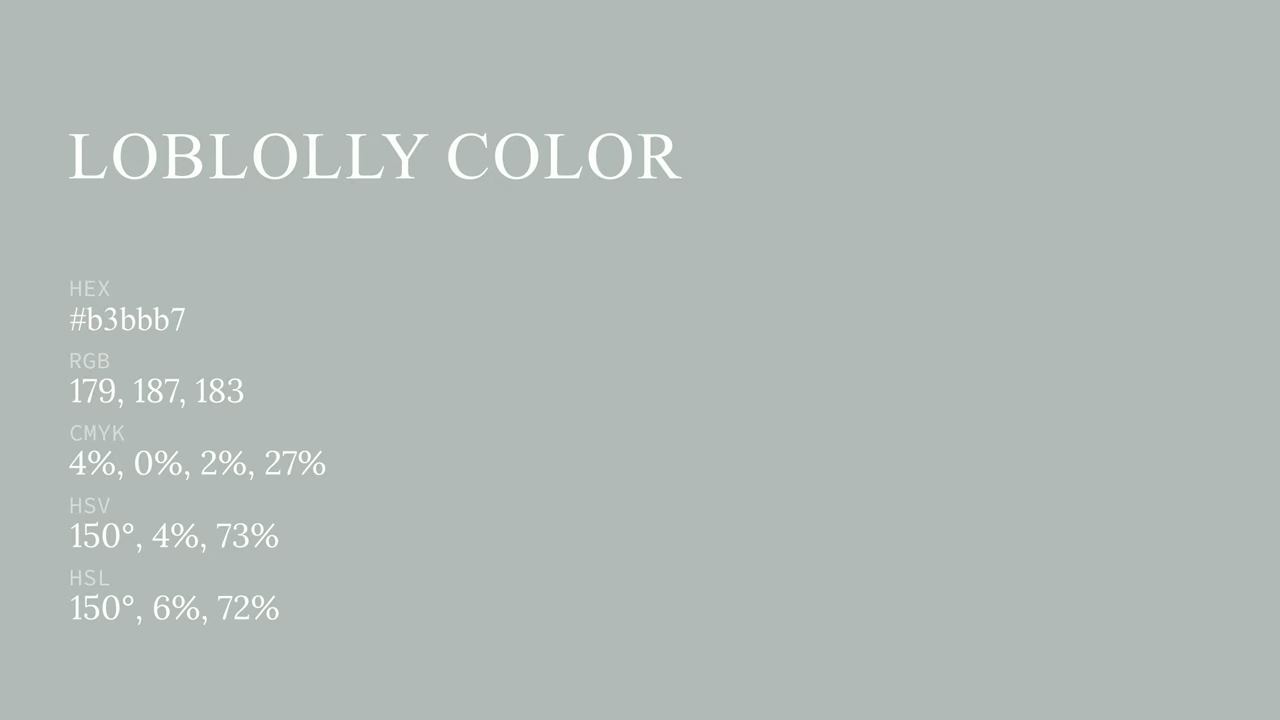 LOBLOLLY COLOR
HEX
#b3bbb7
RGB
179, 187, 183
CMYK
4%, 0%, 2%, 27%
HSV
150°, 4%, 73%
HSL
150°, 6%, 72%